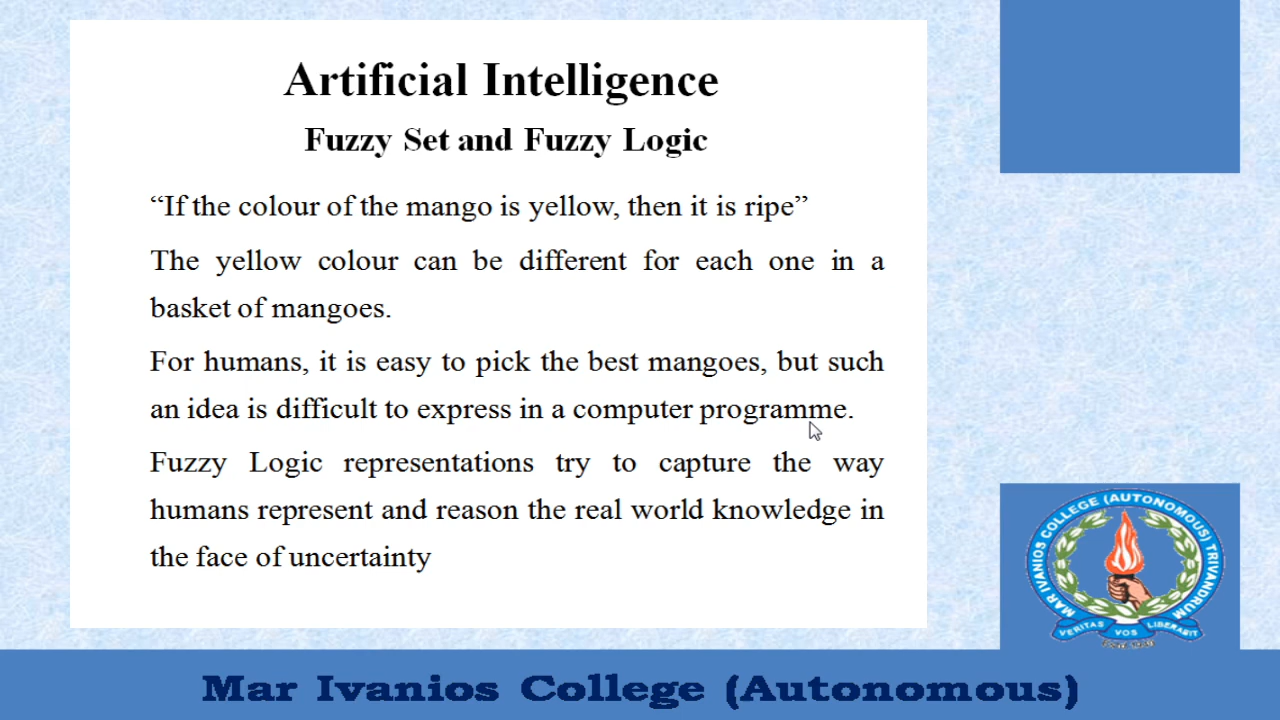 Artificial Intelligence
Fuzzy Set and Fuzzy Logic
“If the colour of the mango is yellow, then it is ripe”
The yellow colour can be different for each one in a
basket of mangoes.
For humans, it is easy to pick the best mangoes, but such
an idea is difficult to express in a computer programme.
Fuzzy Logic representations try to capture the way
humans represent and reason the real world knowledge in
the face of uncertainty
MAR IVANIOS COLLEGE (AUTONOMOUS) TRIVANDRUM
VERITAS VOS LIBERABIT
Mar Ivanios College (Autonomous)